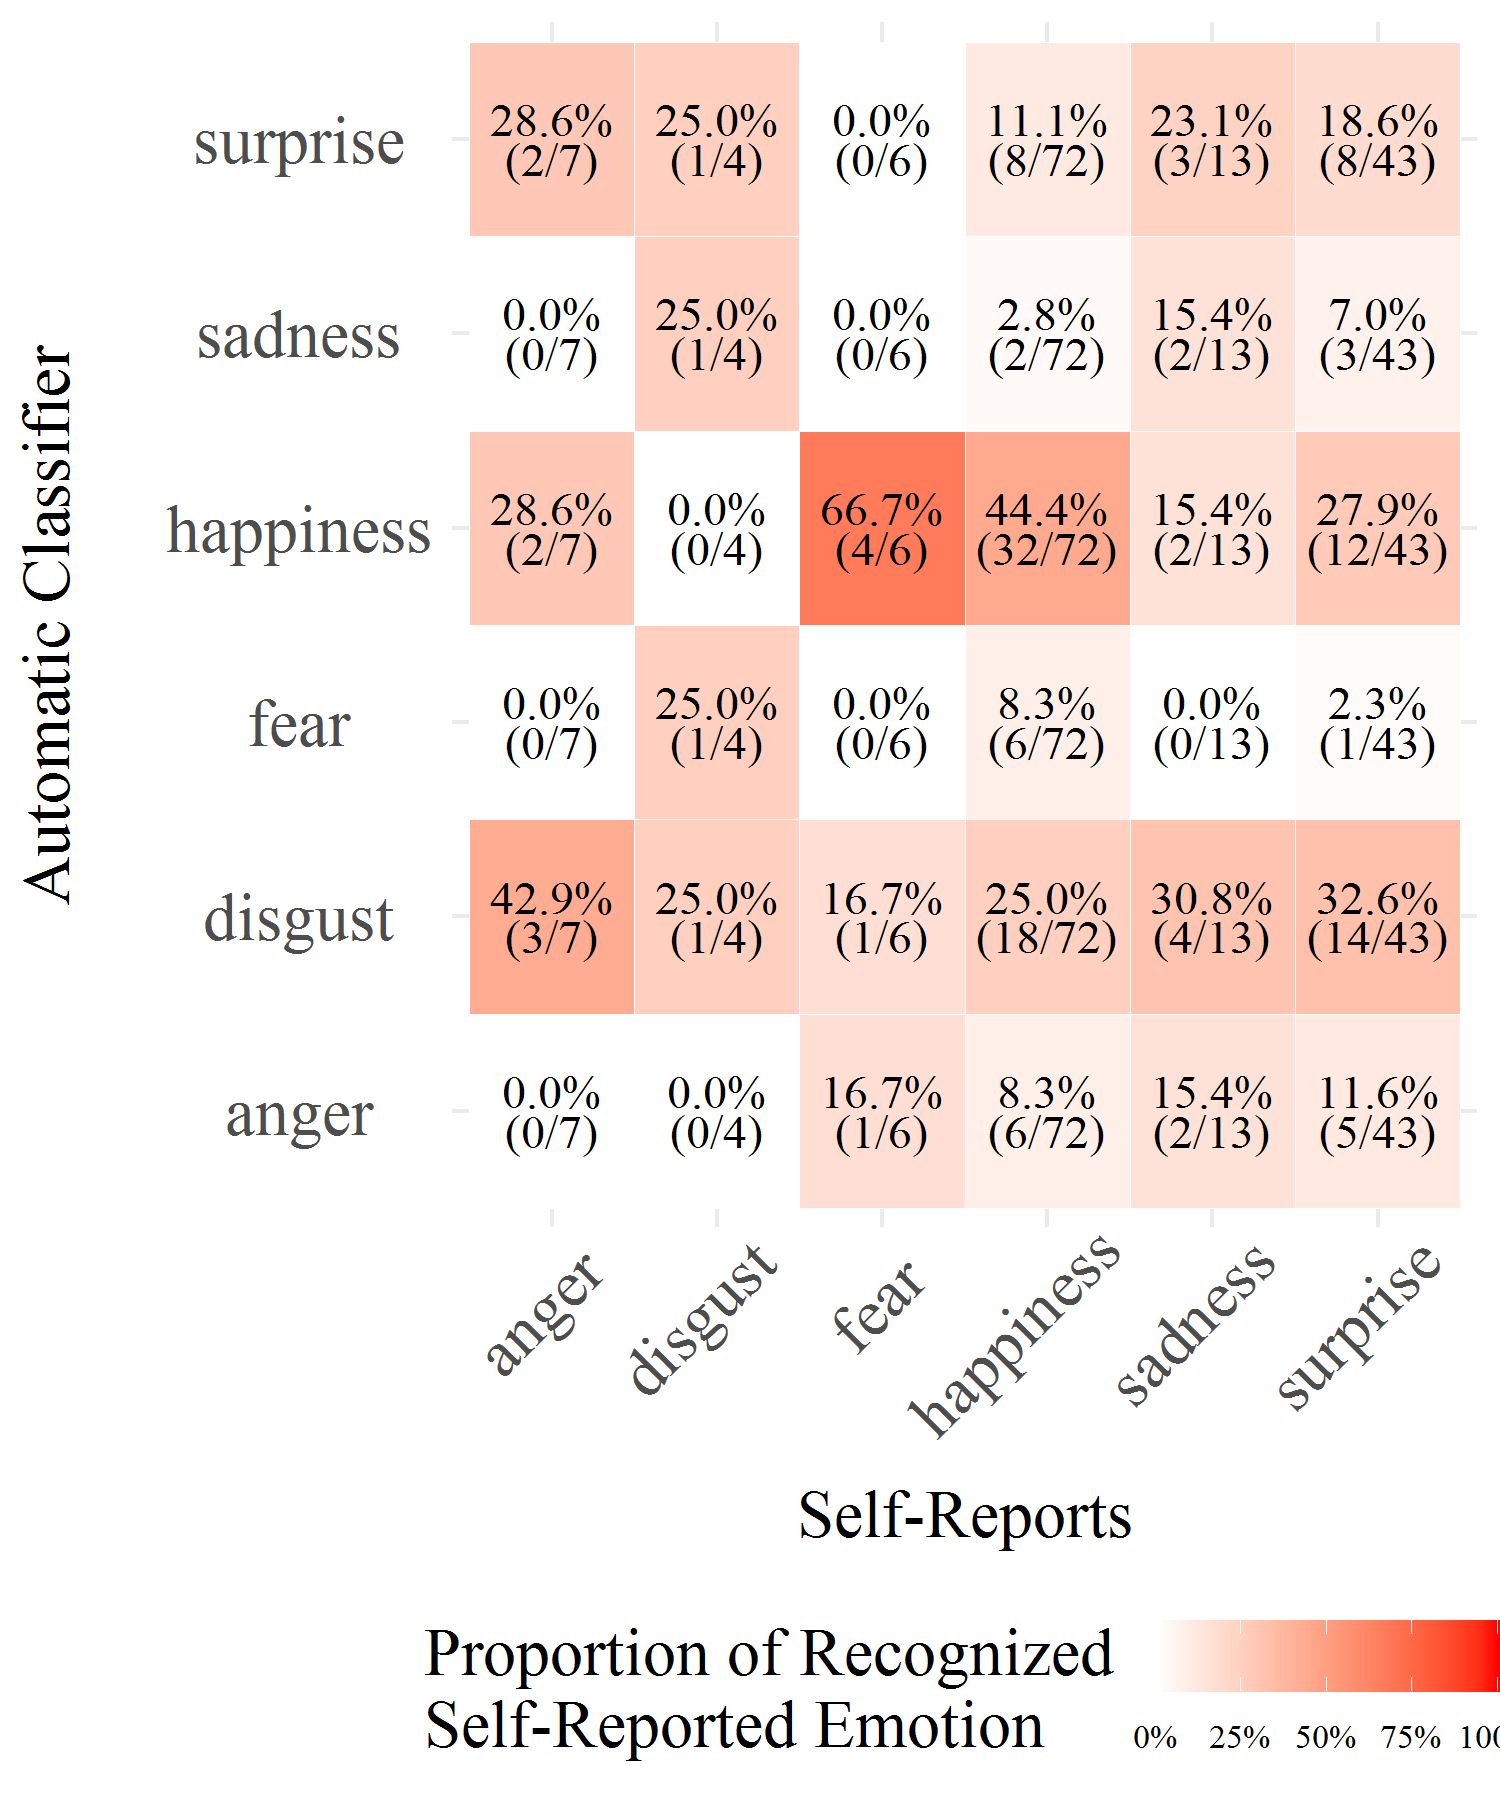 Automatic Classifier
surprise
28.6% 25.0% 0.0% 11.1% 23.1% 18.6%
(2/7) (1/4) (0/6) (8/72) (3/13) (8/43)
sadness
0.0% 25.0% 0.0% 2.8% 15.4% 7.0%
(0/7) (1/4) (0/6) (2/72) (2/13) (3/43)
happiness
28.6% 0.0% 66.7% 44.4% 15.4% 27.9%
(2/7) (0/4) (4/6) (32/72) (2/13) (12/43)
fear
0.0% 25.0% 0.0% 8.3% 0.0% 2.3%
(0/7) (1/4) (0/6) (6/72) (0/13) (1/43)
disgust
42.9% 25.0% 16.7% 25.0% 30.8% 32.6%
(3/7) (1/4) (1/6) (18/72) (4/13) (14/43)
anger
0.0% 0.0% 16.7% 8.3% 15.4% 11.6%
(0/7) (0/4) (1/6) (6/72) (2/13) (5/43)
anger disgust fear happiness sadness surprise
Self-Reports
Proportion of Recognized
Self-Reported Emotion
0% 25% 50% 75%